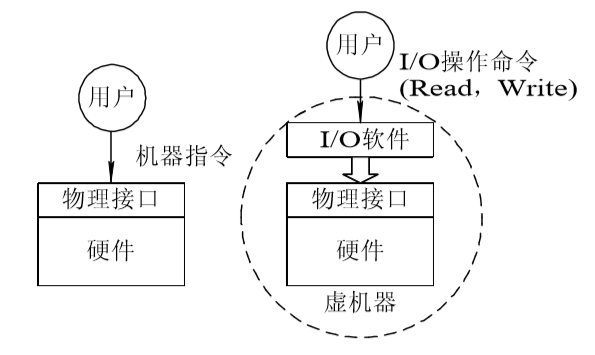 用户
机器指令
物理接口
硬件
用户
I/O操作命令
(Read，Write)
I/O软件
物理接口
硬件
虚机器